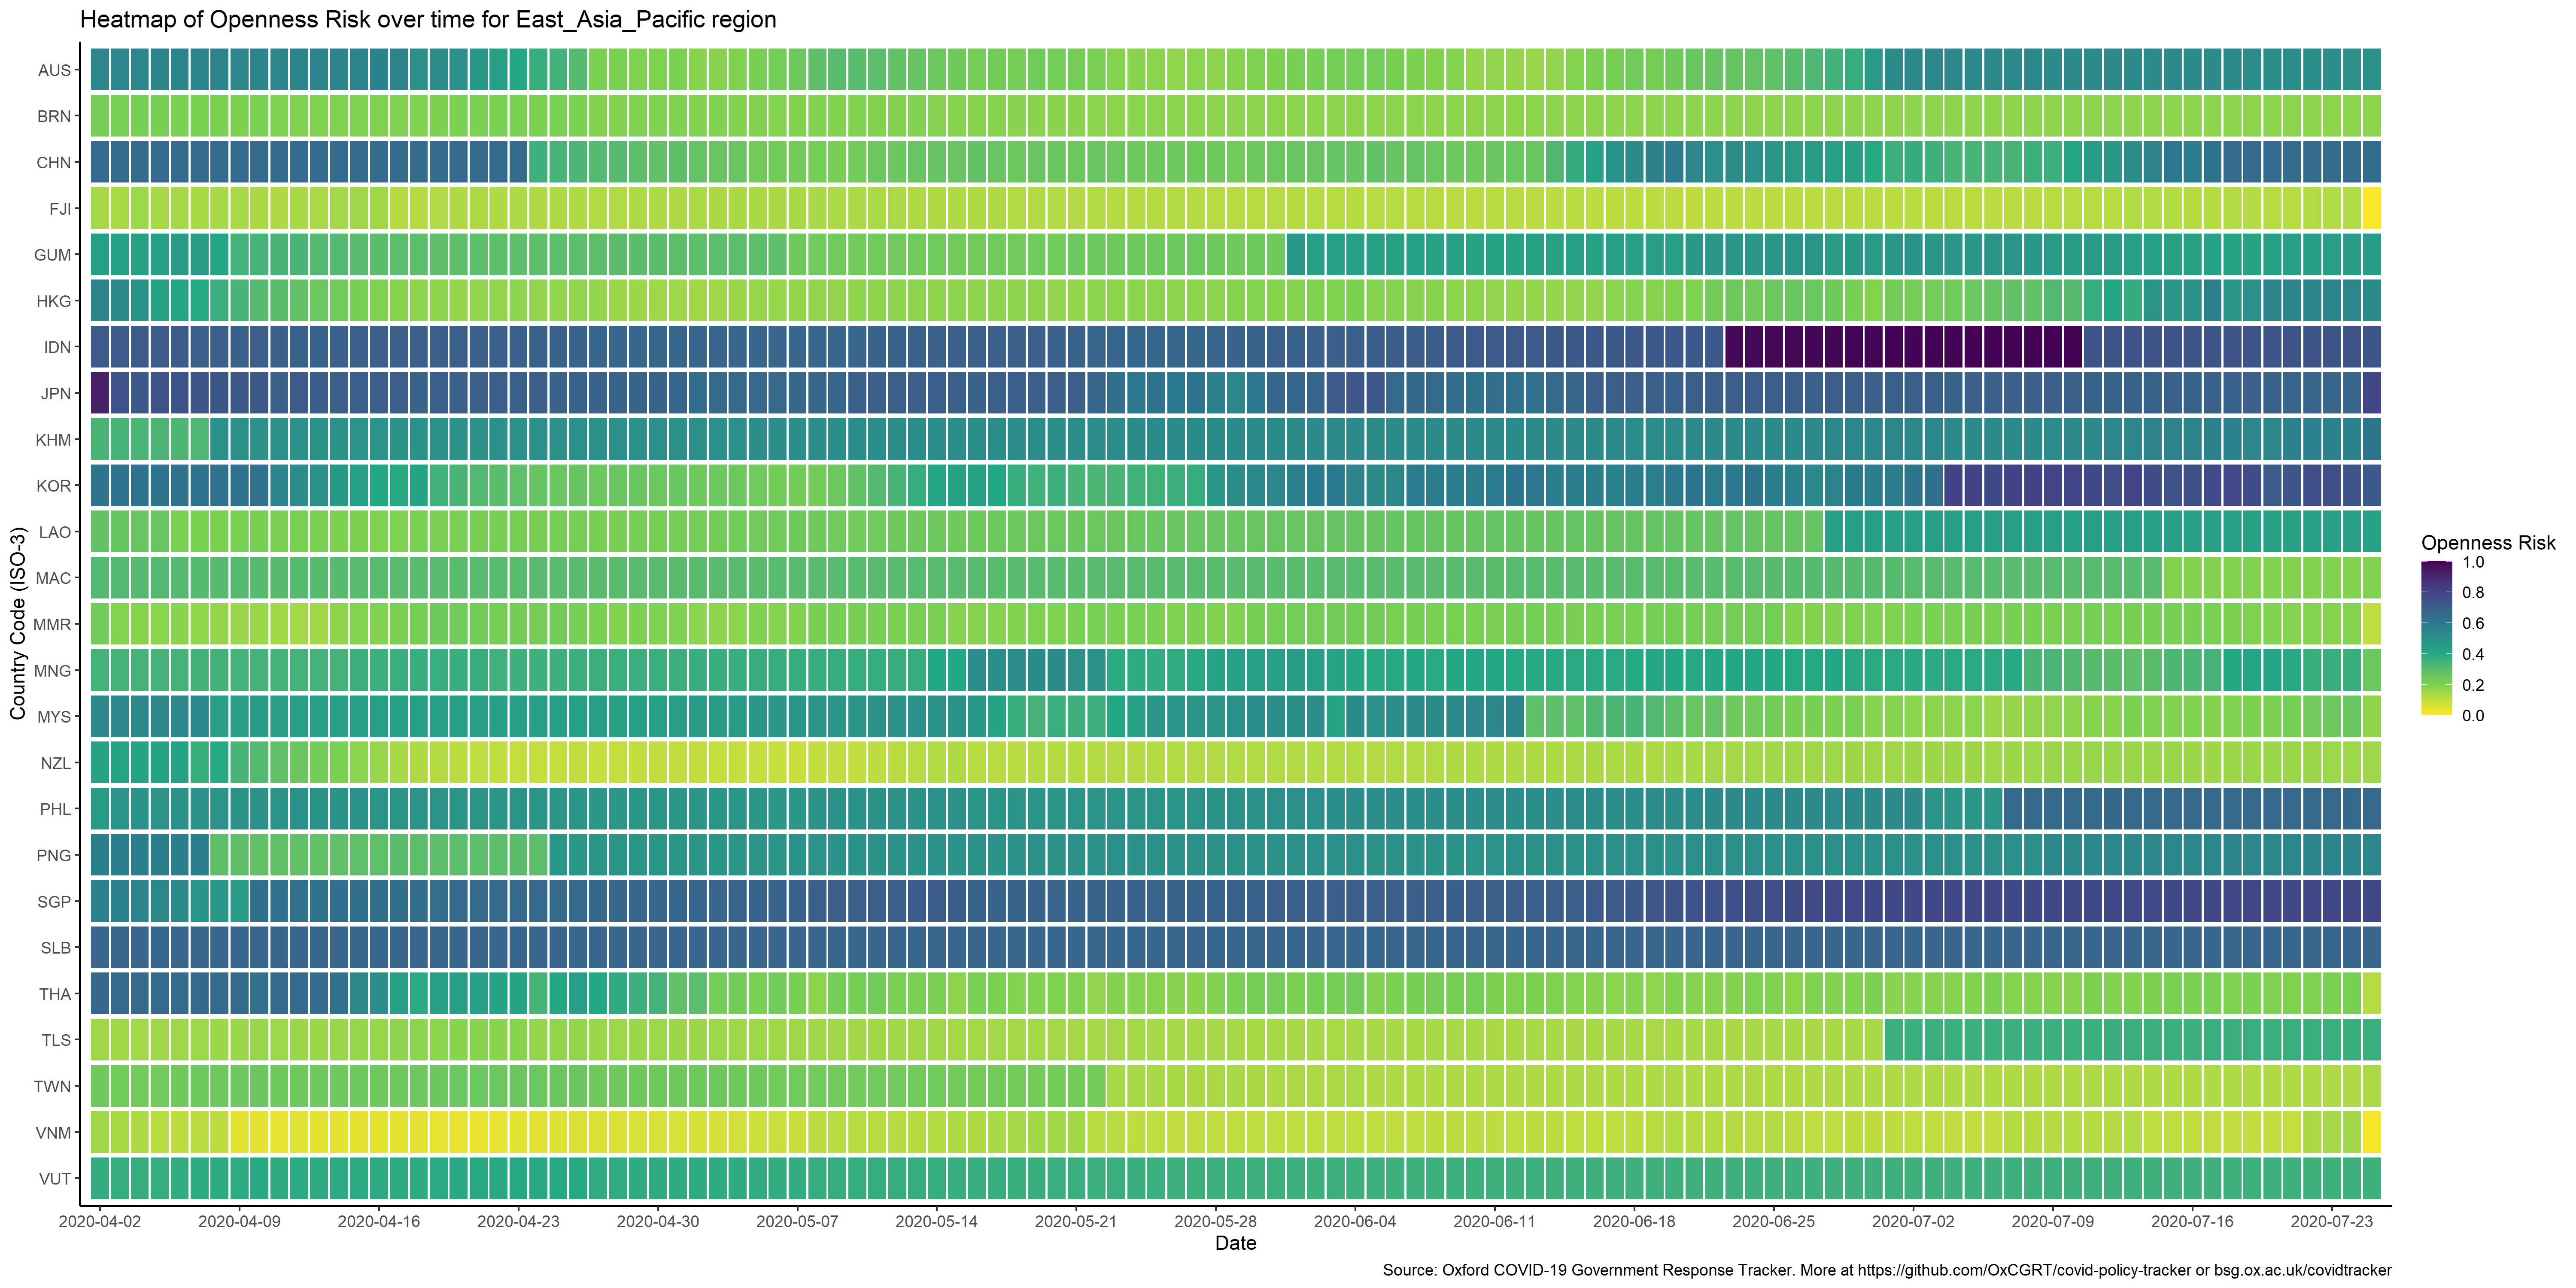 Heatmap of Openness Risk over time for East_Asia_Pacific region
Country Code (ISO-3)
AUS
BRN
CHN
FJI
GUM
HKG
IDN
JPN
KHM
KOR
LAO
MAC
MMR
MNG
MYS
NZL
PHL
PNG
SGP
SLB
THA
TLS
TWN
VNM
VUT
2020-04-02 2020-04-09 2020-04-16 2020-04-23 2020-04-30 2020-05-07 2020-05-14 2020-05-21 2020-05-28 2020-06-04 2020-06-11 2020-06-18 2020-06-25 2020-07-02 2020-07-09 2020-07-16 2020-07-23
Date
Openness Risk
1.0
0.8
0.6
0.4
0.2
0.0
Source: Oxford COVID-19 Government Response Tracker. More at https://github.com/OxCGRT/covid-policy-tracker or bsg.ox.ac.uk/covidtracker